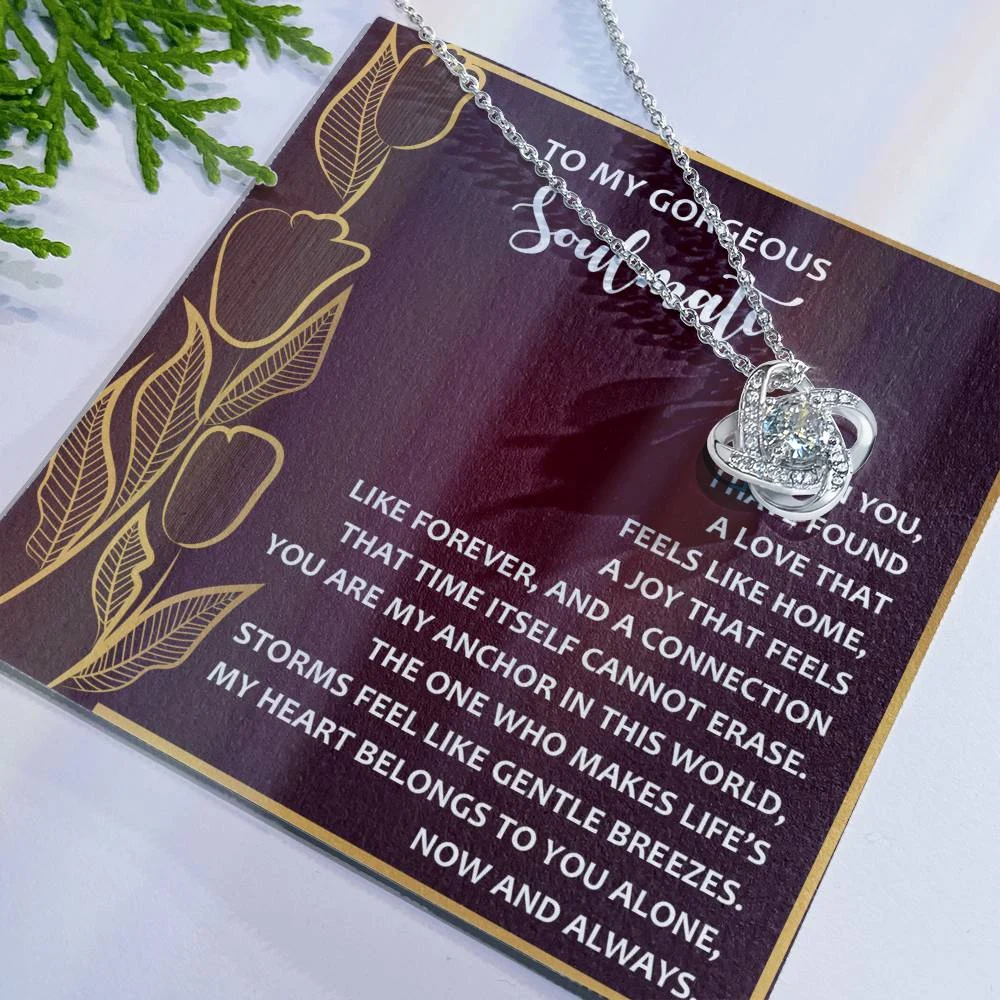 TO MY GORGEOUS
Soulmate
YOU,
FOUND
A LOVE THAT
FEELS LIKE HOME,
A JOY THAT FEELS
LIKE FOREVER, AND A CONNECTION
THAT TIME ITSELF CANNOT ERASE.
YOU ARE MY ANCHOR IN THIS WORLD,
THE ONE WHO MAKES LIFE'S
STORMS FEEL LIKE GENTLE BREEZES.
MY HEART BELONGS TO YOU ALONE,
NOW AND ALWAYS.